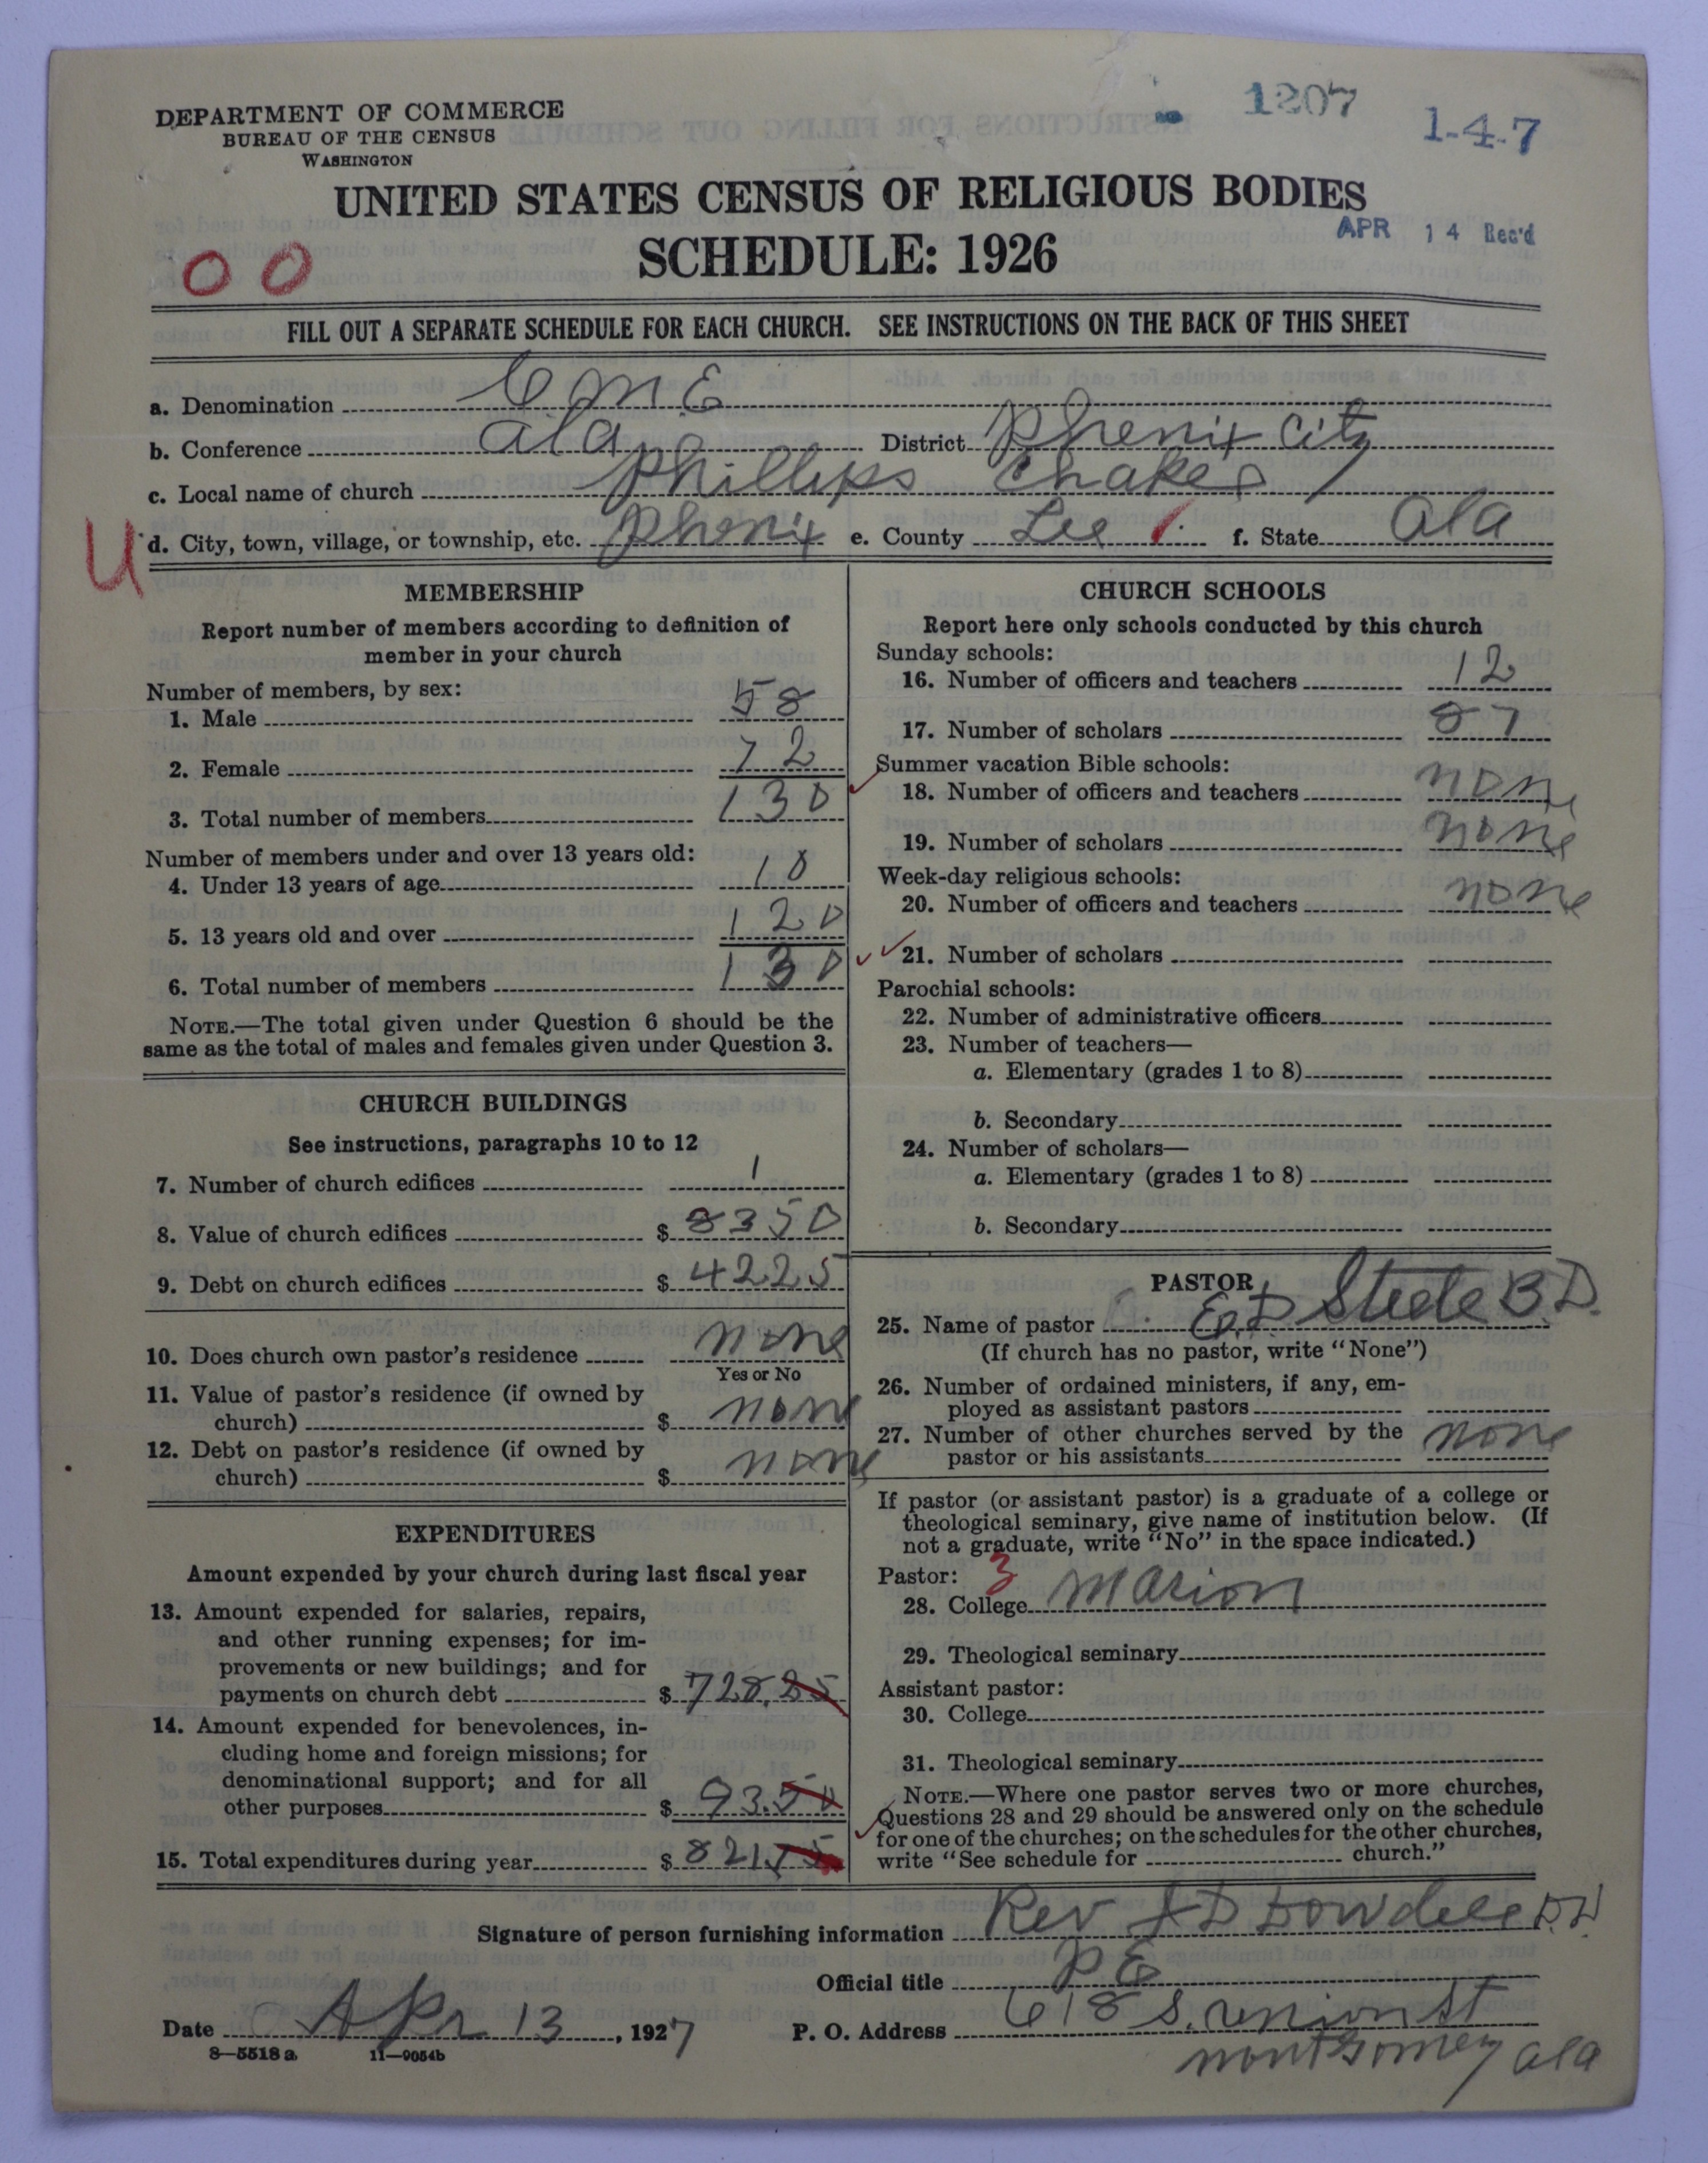 1207
1-4-7
DEPARTMENT OF COMMERCE
BUREAU OF THE CENSUS
WASHINGTON
UNITED STATES CENSUS OF RELIGIOUS BODIES
APR 14 Rec'd
SCHEDULE: 1926
00
FILL OUT A SEPARATE SCHEDULE FOR EACH CHURCH. SEE INSTRUCTIONS ON THE BACK OF THIS SHEET
a. Denomination C M E
b. Conference Ala District Phenix City
c. Local name of church Phillips
U d. City, town, village, or township, etc. Phenix e. County Lee f. State Ala
MEMBERSHIP
Report number of members according to definition of
member in your church
Number of members, by sex:
1. Male 58
2. Female 72
3. Total number of members 130
Number of members under and over 13 years old:
4. Under 13 years of age 10
5. 13 years old and over 120
6. Total number of members 130
NOTE.—The total given under Question 6 should be the
same as the total of males and females given under Question 3.
CHURCH BUILDINGS
See instructions, paragraphs 10 to 12
7. Number of church edifices 1
8. Value of church edifices $ 8350
9. Debt on church edifices $ 4225
10. Does church own pastor's residence none
Yes or No
11. Value of pastor's residence (if owned by
church) $ none
12. Debt on pastor's residence (if owned by
church) $ none
EXPENDITURES
Amount expended by your church during last fiscal year
13. Amount expended for salaries, repairs,
and other running expenses; for im-
provements or new buildings; and for
payments on church debt $ 728.25
14. Amount expended for benevolences, in-
cluding home and foreign missions; for
denominational support; and for all
other purposes $ 93.50
15. Total expenditures during year $ 821.75
CHURCH SCHOOLS
Report here only schools conducted by this church
Sunday schools:
16. Number of officers and teachers 12
17. Number of scholars 87
Summer vacation Bible schools:
18. Number of officers and teachers none
19. Number of scholars none
Week-day religious schools:
20. Number of officers and teachers none
21. Number of scholars
Parochial schools:
22. Number of administrative officers
23. Number of teachers—
a. Elementary (grades 1 to 8)
b. Secondary
24. Number of scholars—
a. Elementary (grades 1 to 8)
b. Secondary
PASTOR
25. Name of pastor E.D Steele B D.
(If church has no pastor, write "None")
26. Number of ordained ministers, if any, em-
ployed as assistant pastors
27. Number of other churches served by the
pastor or his assistants none
If pastor (or assistant pastor) is a graduate of a college or
theological seminary, give name of institution below. (If
not a graduate, write "No" in the space indicated.)
Pastor: 3
28. College Marion
29. Theological seminary
Assistant pastor:
30. College
31. Theological seminary
NOTE.—Where one pastor serves two or more churches,
Questions 28 and 29 should be answered only on the schedule
for one of the churches; on the schedules for the other churches,
write "See schedule for church."
Signature of person furnishing information Rev D.D
Official title P E
Date Apr 13, 1927 P. O. Address 618 S. union St
montgomery ala
8—5518 a 11—9054b